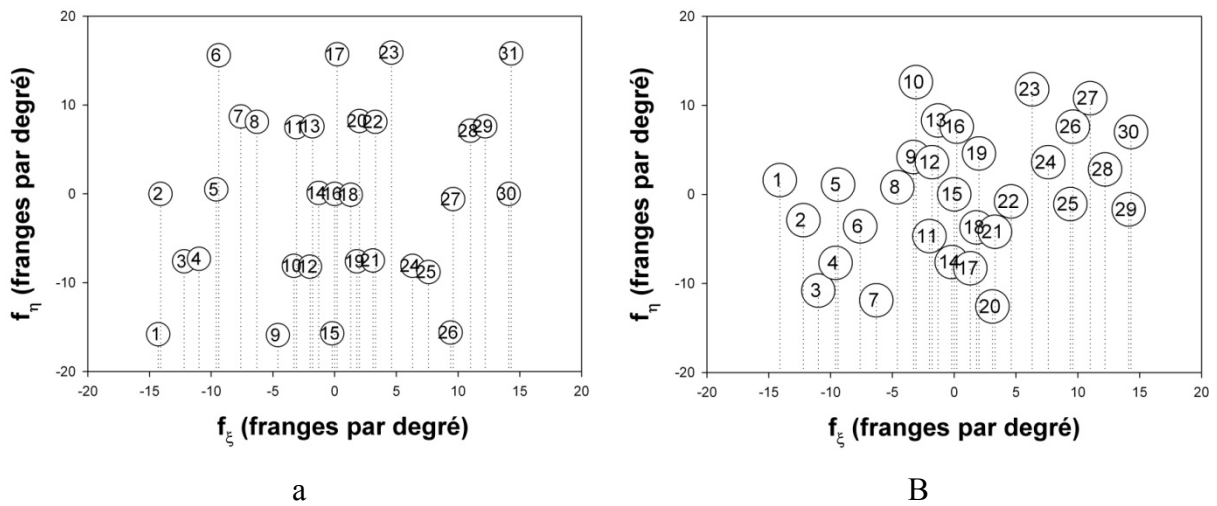 f_η (franges par degré)
20
6 17 23 31
10
7 8 11 13 20 22 28 29
0
2 5 14 16 18 27 30
3 4 10 12 19 21 24 25
-10
1 9 15 26
-20
-20 -15 -10 -5 0 5 10 15 20
f_ξ (franges par degré)
a
f_η (franges par degré)
20
10 23 27
10
13 16 26 30
9 12 19 24 28
0
1 5 8 15 22 25 29
2 6 11 18 21
4 14 17
-10
3 7 20
-20
-20 -15 -10 -5 0 5 10 15 20
f_ξ (franges par degré)
B